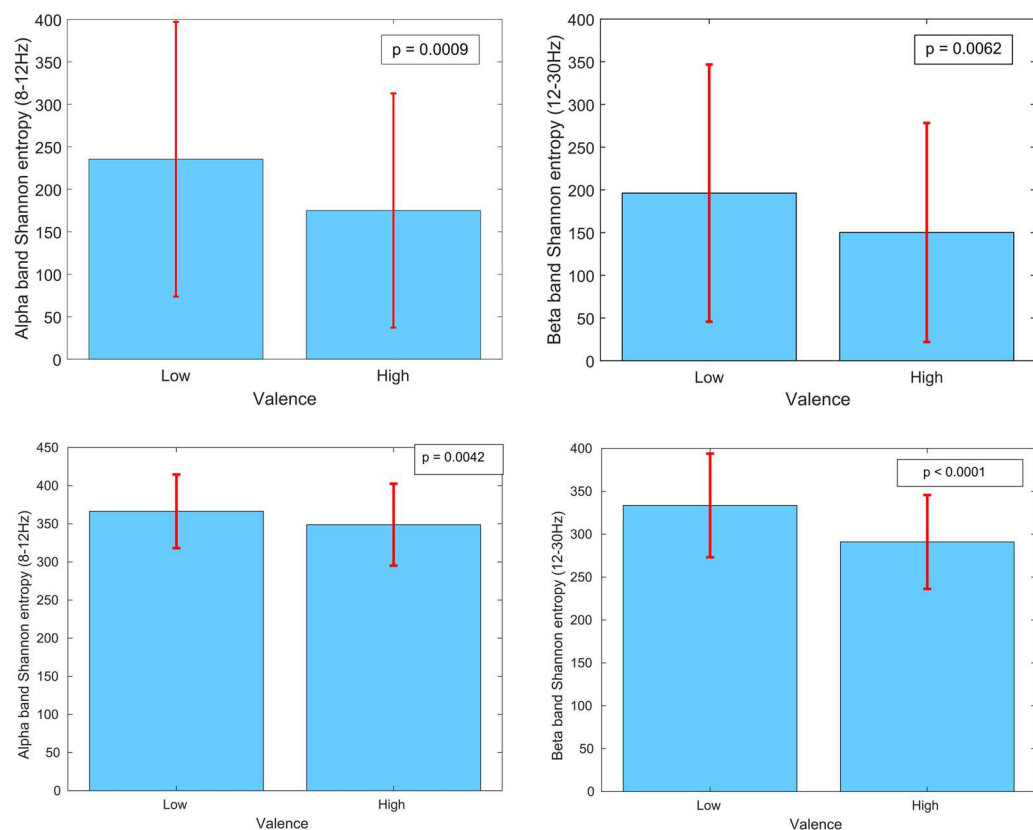 Alpha band Shannon entropy (8-12Hz)
400
350
300
250
200
150
100
50
0
p = 0.0009
Low
High
Valence
Beta band Shannon entropy (12-30Hz)
400
350
300
250
200
150
100
50
0
p = 0.0062
Low
High
Valence
Alpha band Shannon entropy (8-12Hz)
450
400
350
300
250
200
150
100
50
0
p = 0.0042
Low
High
Valence
Beta band Shannon entropy (12-30Hz)
400
350
300
250
200
150
100
50
0
p < 0.0001
Low
High
Valence